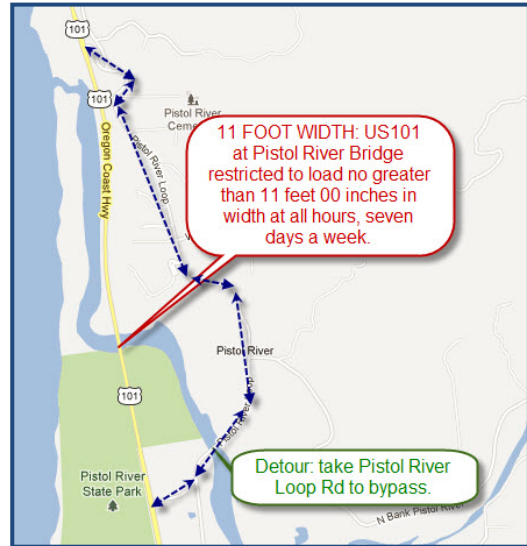 101
101
Oregon Coast Hwy
Pistol River
Ceme
Pistol River Loop
11 FOOT WIDTH: US101
at Pistol River Bridge
restricted to load no greater
than 11 feet 00 inches in
width at all hours, seven
days a week.
Pistol River
101
Pistol River
Detour: take Pistol River
Loop Rd to bypass.
Pistol River
State Park
N Bank Pistol River